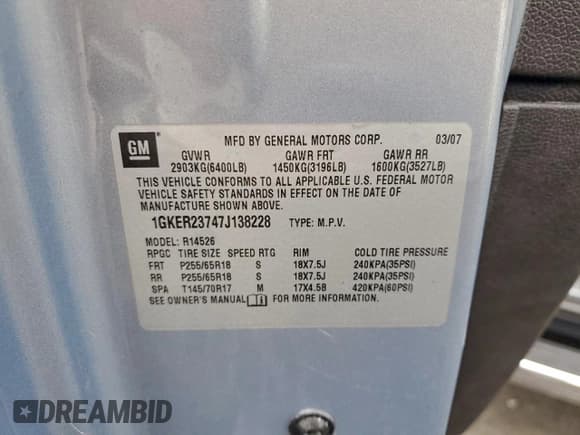 GM
MFD BY GENERAL MOTORS CORP. 03/07
GVWR GAWR FRT GAWR RR
2903KG(6400LB) 1450KG(3196LB) 1600KG(3527LB)
THIS VEHICLE CONFORMS TO ALL APPLICABLE U.S. FEDERAL MOTOR
VEHICLE SAFETY STANDARDS IN EFFECT ON THE DATE OF
MANUFACTURE SHOWN ABOVE.
1GKER23747J138228 TYPE: M.P.V.
MODEL: R14526
RPGC TIRE SIZE SPEED RTG RIM COLD TIRE PRESSURE
FRT P255/65R18 S 18X7.5J 240KPA(35PSI)
RR P255/65R18 S 18X7.5J 240KPA(35PSI)
SPA T145/70R17 M 17X4.5B 420KPA(60PSI)
SEE OWNER'S MANUAL FOR MORE INFORMATION.
DREAMBID